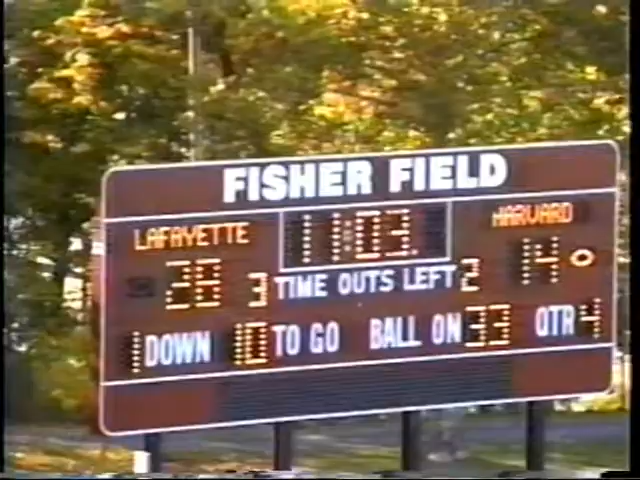 FISHER FIELD
LAFAYETTE 11:03 HARVARD
28 3 TIME OUTS LEFT 2 14
1 DOWN 10 TO GO BALL ON 33 QTR 4